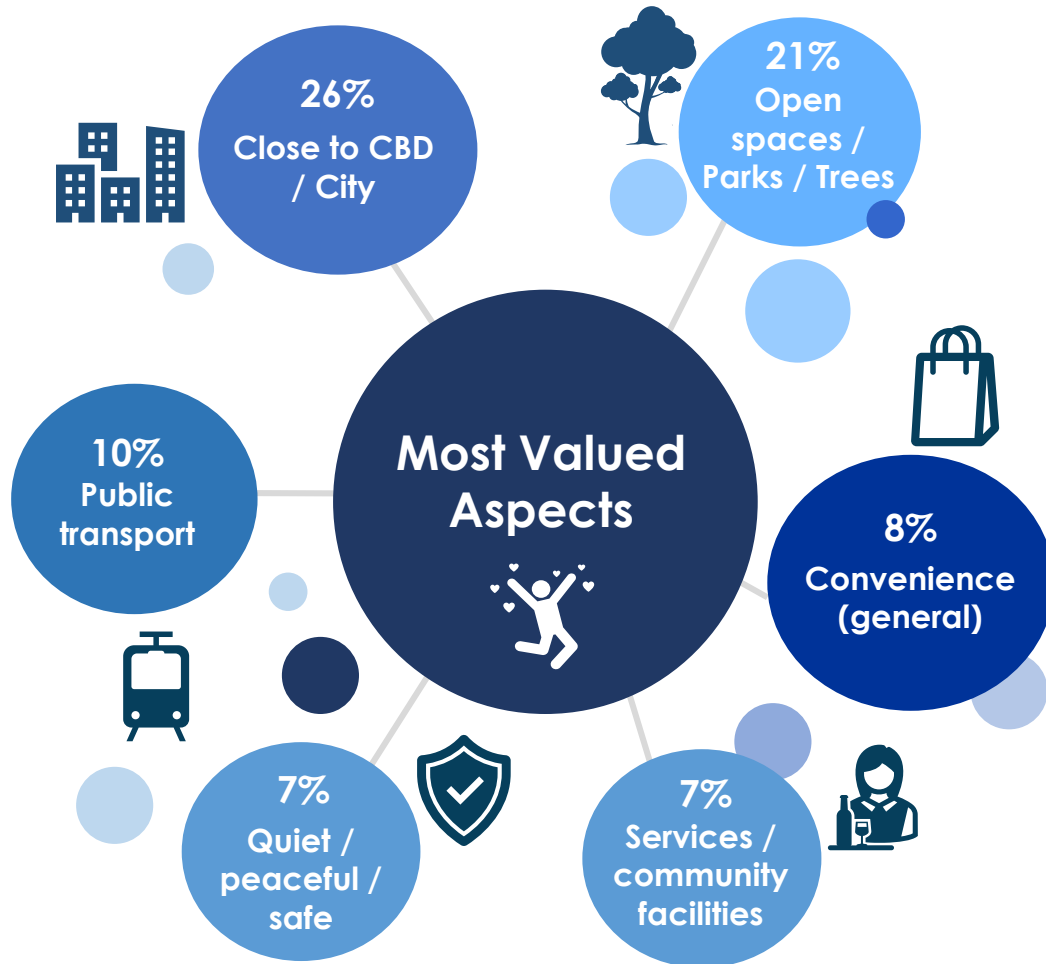 26%
Close to CBD
/ City
21%
Open
spaces /
Parks / Trees
Most Valued
Aspects
10%
Public
transport
8%
Convenience
(general)
7%
Quiet /
peaceful /
safe
7%
Services /
community
facilities